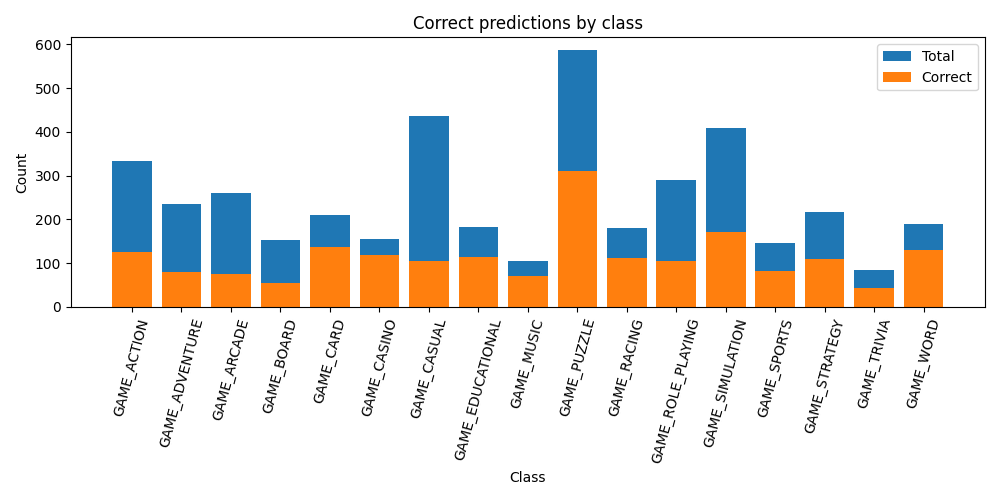 Correct predictions by class
Total
Correct
Count
600
500
400
300
200
100
0
GAME_ACTION
GAME_ADVENTURE
GAME_ARCADE
GAME_BOARD
GAME_CARD
GAME_CASINO
GAME_CASUAL
GAME_EDUCATIONAL
GAME_MUSIC
GAME_PUZZLE
GAME_RACING
GAME_ROLE_PLAYING
GAME_SIMULATION
GAME_SPORTS
GAME_STRATEGY
GAME_TRIVIA
GAME_WORD
Class